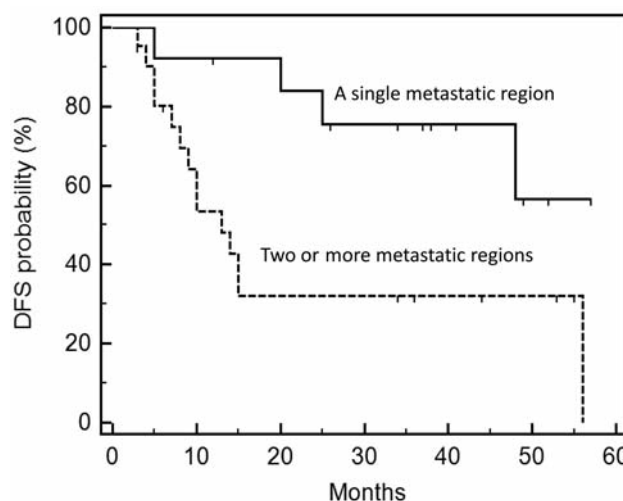 100
80
60
40
20
0
DFS probability (%)
A single metastatic region
Two or more metastatic regions
0 10 20 30 40 50 60
Months